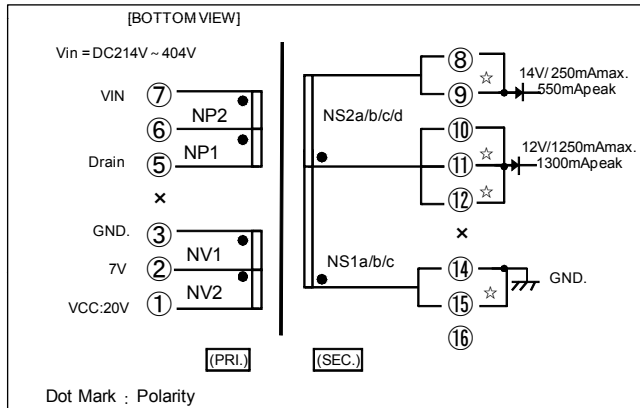 [BOTTOM VIEW]
Vin = DC214V ~ 404V
VIN ⑦
NP2
⑥
NP1
Drain ⑤
×
GND. ③
NV1
7V ②
NV2
VCC:20V ①
(PRI.)
⑧
☆
⑨
14V/ 250mAmax.
550mApeak
NS2a/b/c/d
⑩
☆
⑪
☆
⑫
12V/1250mAmax.
1300mApeak
×
NS1a/b/c
⑭
☆
⑮
GND.
⑯
(SEC.)
Dot Mark : Polarity